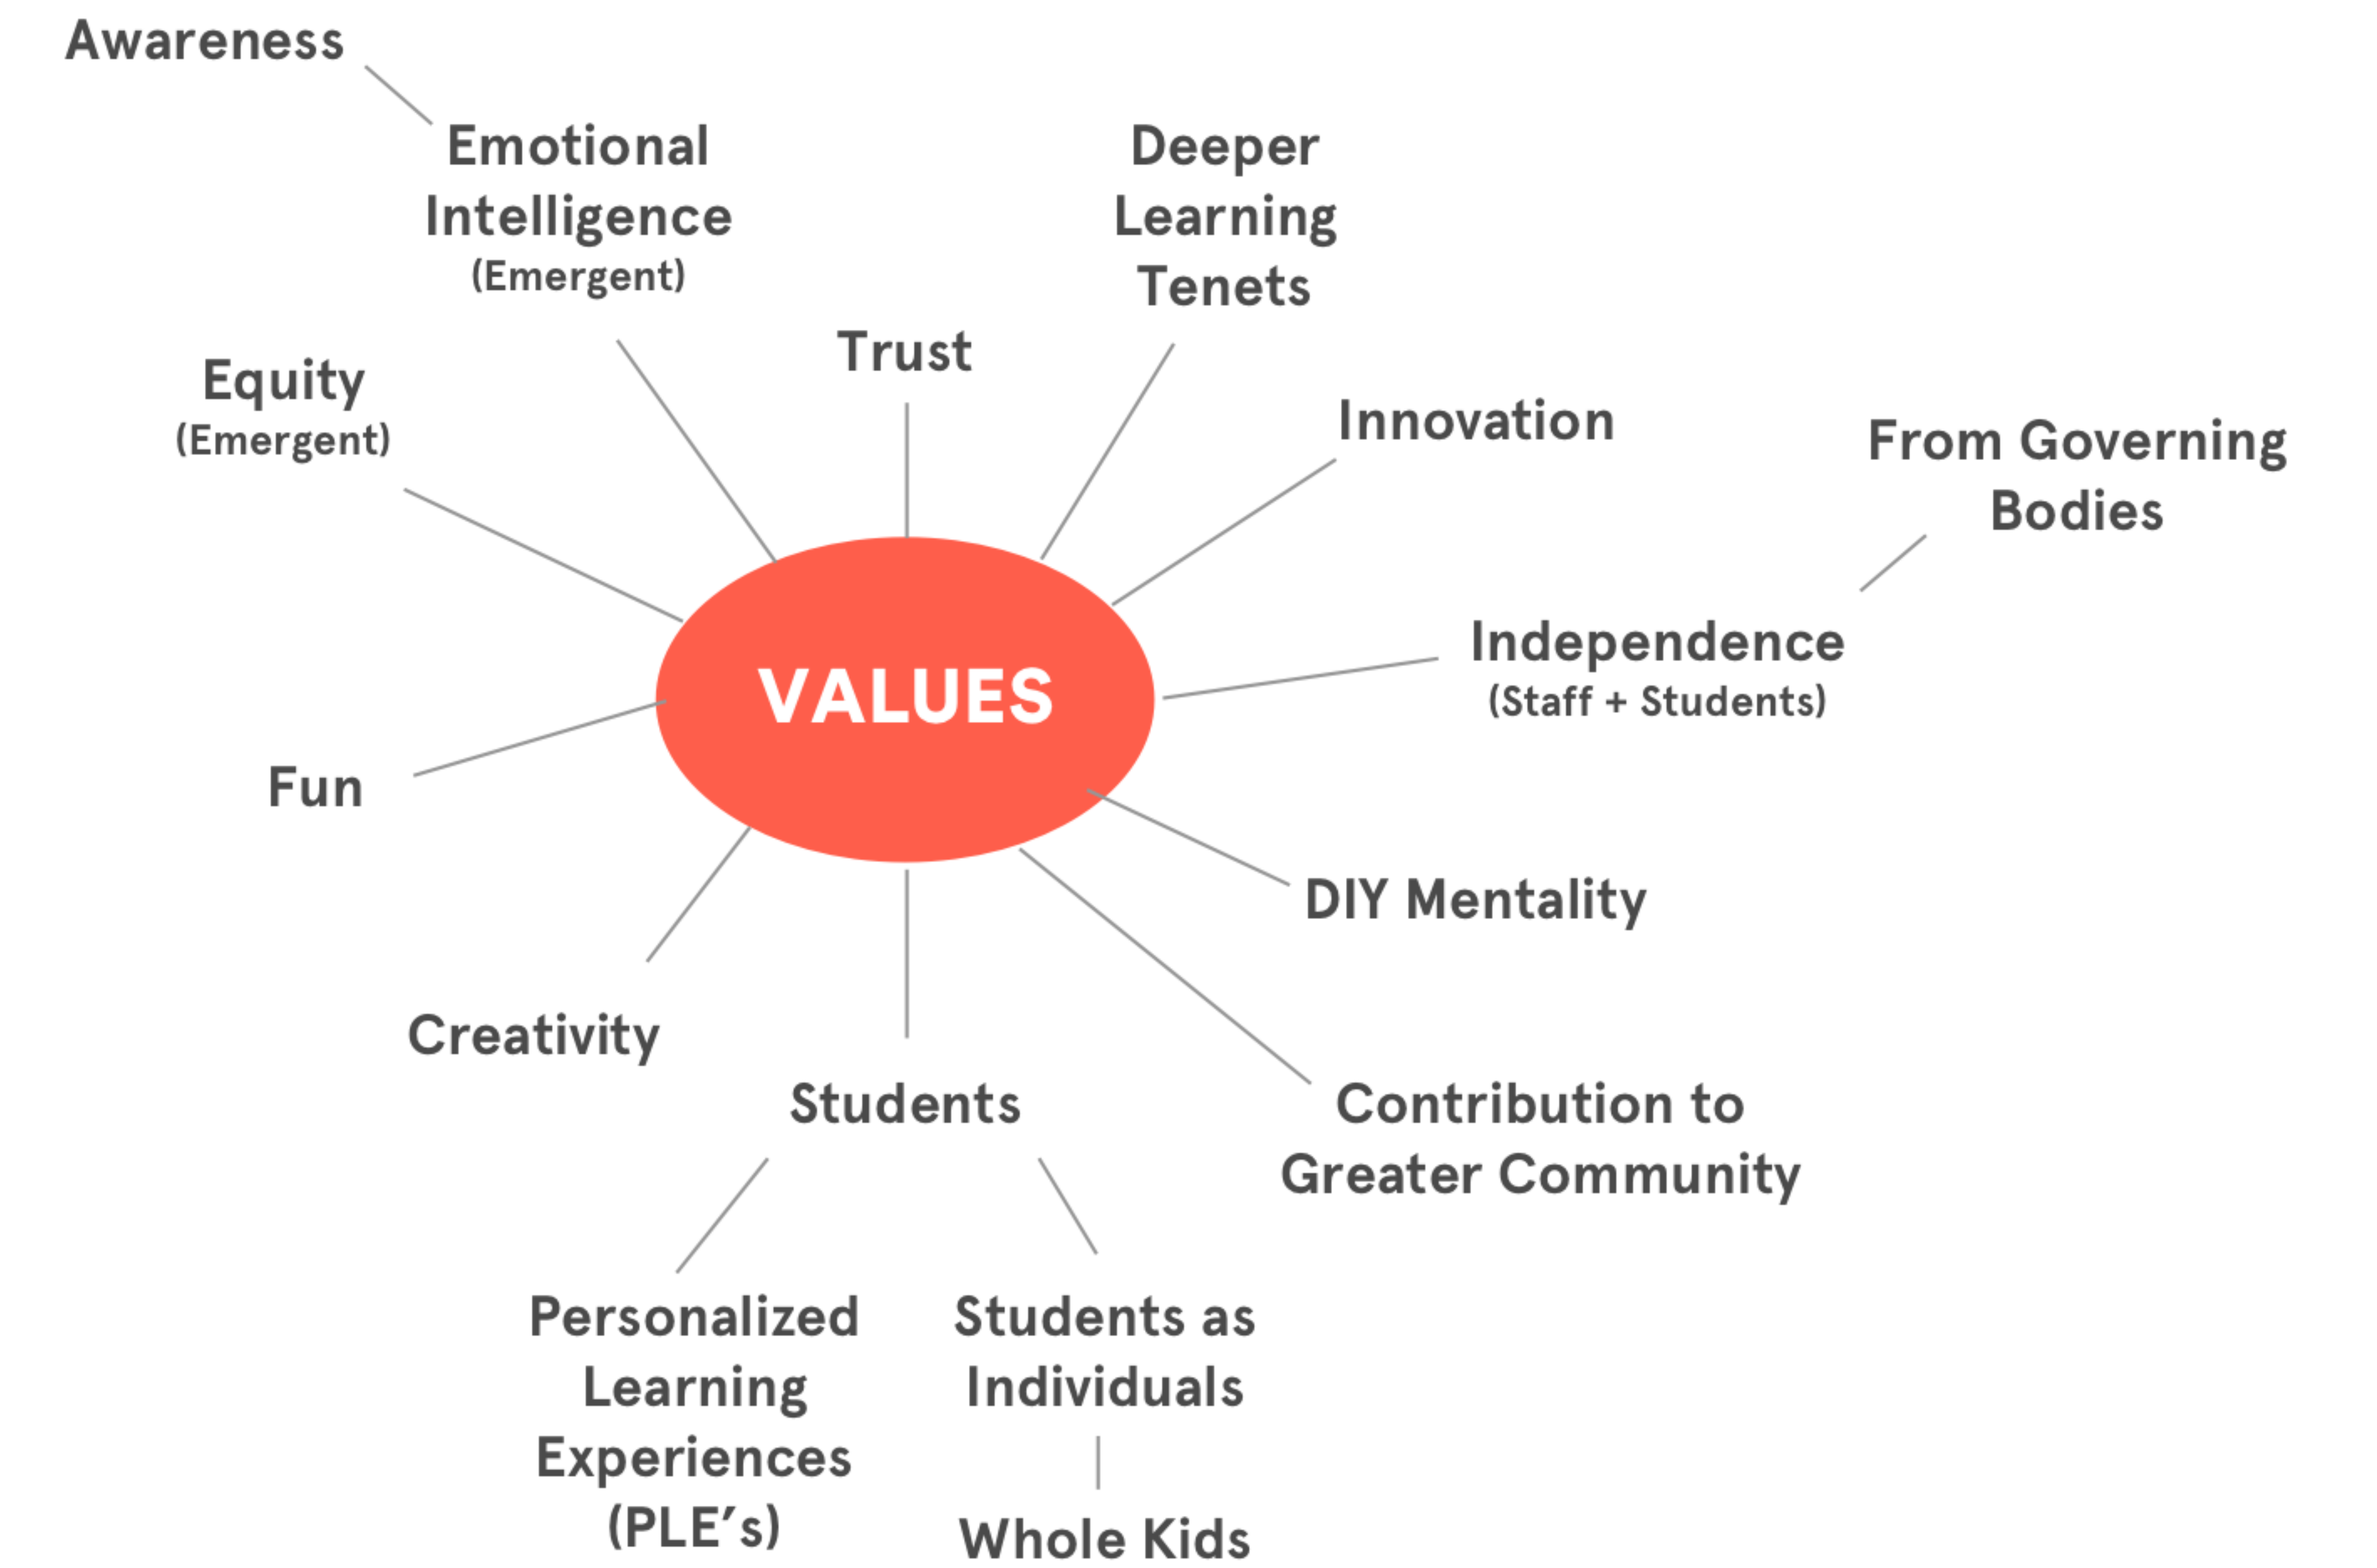 Awareness
Emotional
Intelligence
(Emergent)
Deeper
Learning
Tenets
Trust
Equity
(Emergent)
Innovation
From Governing
Bodies
Independence
(Staff + Students)
VALUES
Fun
DIY Mentality
Creativity
Students
Contribution to
Greater Community
Personalized
Learning
Experiences
(PLE’s)
Students as
Individuals
Whole Kids